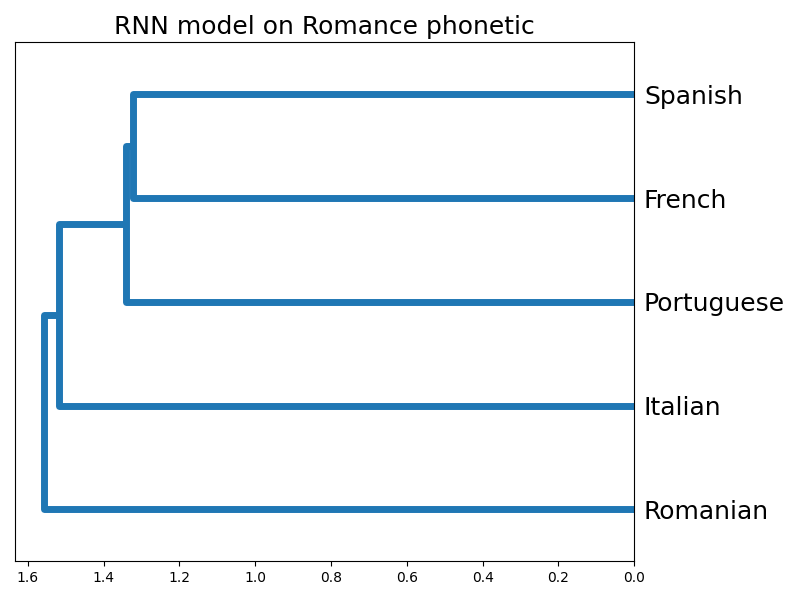 RNN model on Romance phonetic
Spanish
French
Portuguese
Italian
Romanian
1.6 1.4 1.2 1.0 0.8 0.6 0.4 0.2 0.0